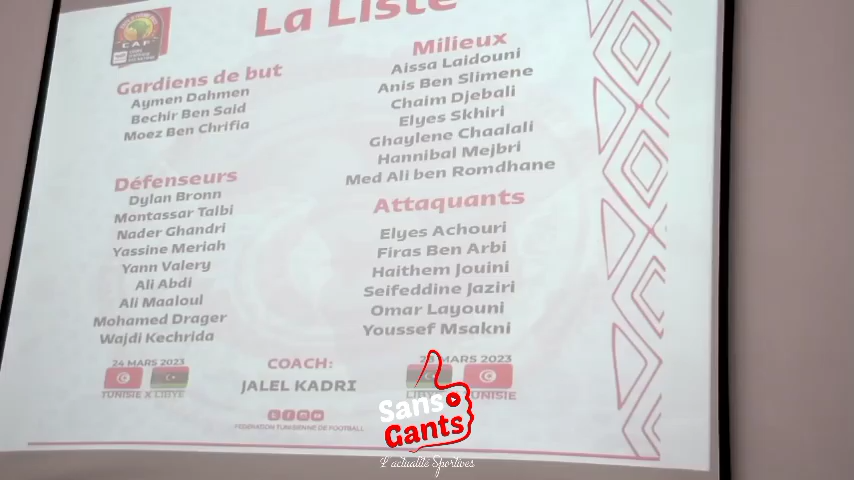 La Liste
CAF
Gardiens de but
Aymen Dahmen
Bechir Ben Said
Moez Ben Chrifia
Défenseurs
Dylan Bronn
Montassar Talbi
Nader Ghandri
Yassine Meriah
Yann Valery
Ali Abdi
Ali Maaloul
Mohamed Drager
Wajdi Kechrida
Milieux
Aissa Laidouni
Anis Ben Slimene
Chaim Djebali
Elyes Skhiri
Ghaylene Chaalali
Hannibal Mejbri
Med Ali ben Romdhane
Attaquants
Elyes Achouri
Firas Ben Arbi
Haithem Jouini
Seifeddine Jaziri
Omar Layouni
Youssef Msakni
24 MARS 2023
TUNISIE X LIBYE
COACH:
JALEL KADRI
FÉDÉRATION TUNISIENNE DE FOOTBALL
MARS 2023
TUNISIE
Sans
Gants
L'actualité Sportives